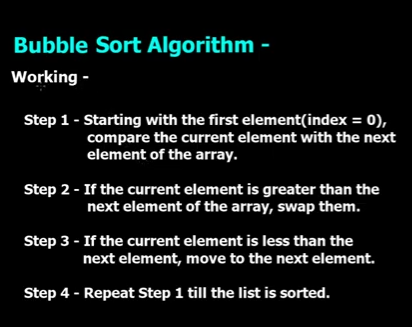 Bubble Sort Algorithm -
Working -
Step 1 - Starting with the first element(index = 0),
compare the current element with the next
element of the array.
Step 2 - If the current element is greater than the
next element of the array, swap them.
Step 3 - If the current element is less than the
next element, move to the next element.
Step 4 - Repeat Step 1 till the list is sorted.